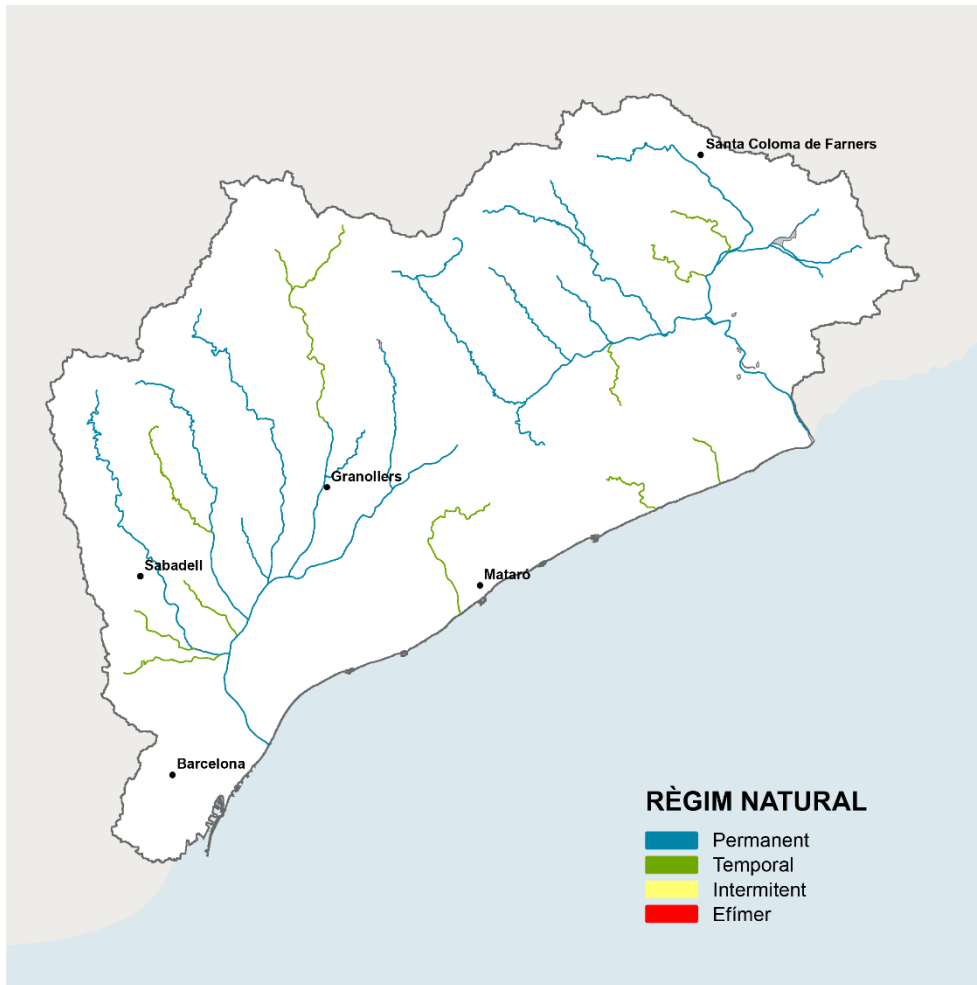 Santa Coloma de Farners
Granollers
Sabadell
Mataró
Barcelona
RÈGIM NATURAL
Permanent
Temporal
Intermitent
Efímer